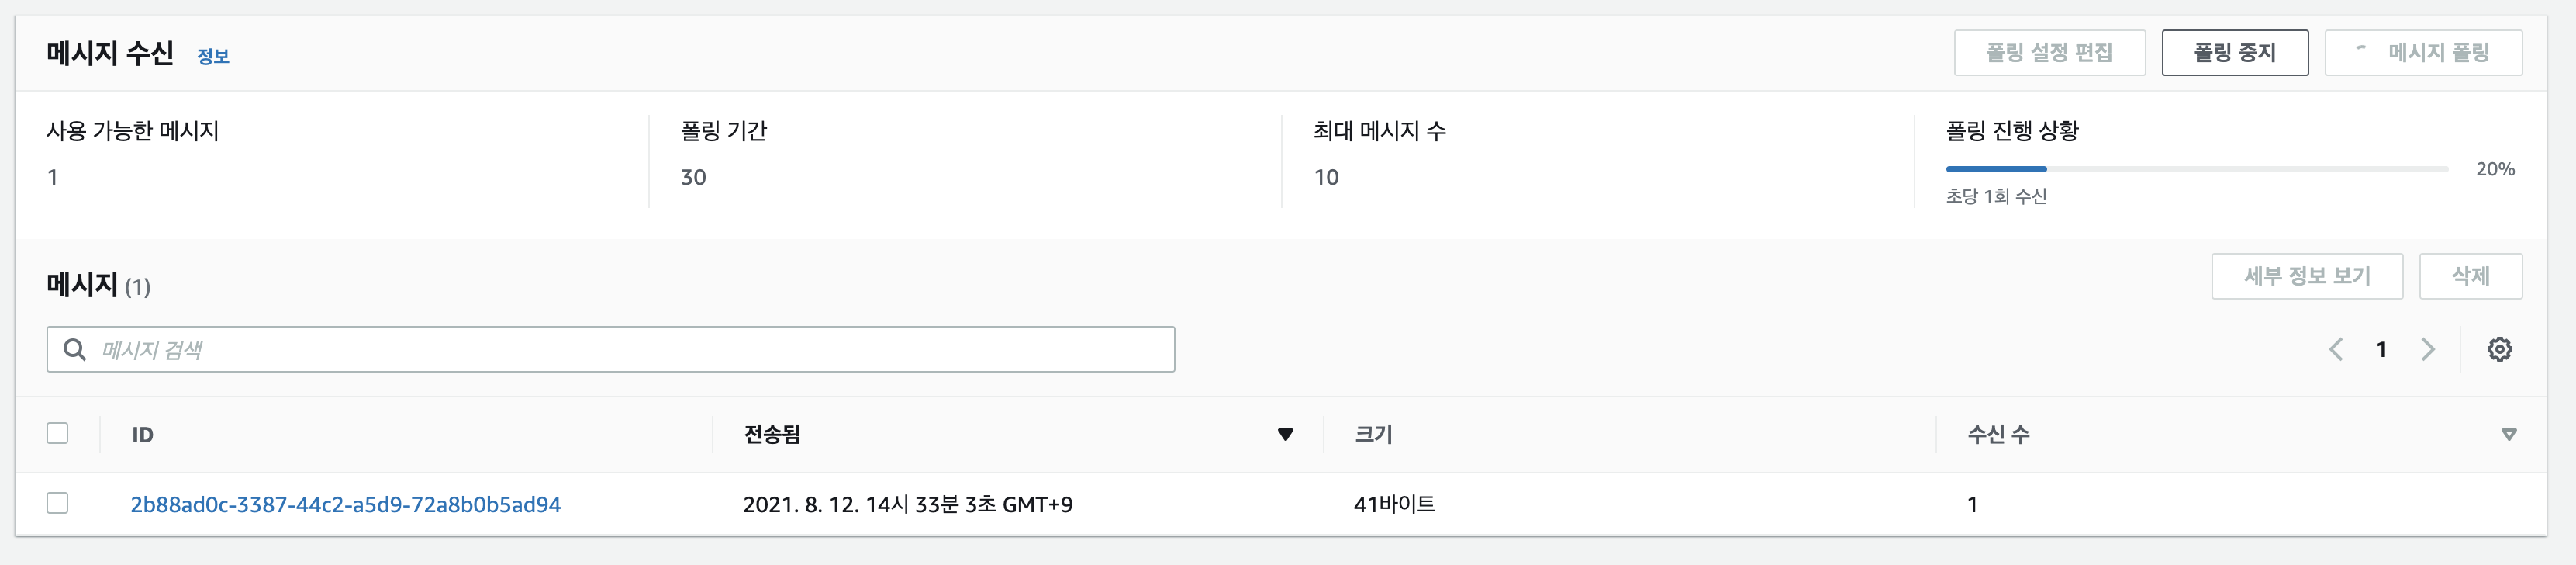 메시지 수신 정보 폴링 설정 편집 폴링 중지 메시지 폴링
사용 가능한 메시지 폴링 기간 최대 메시지 수 폴링 진행 상황
1 30 10 20%
초당 1회 수신
메시지 (1) 세부 정보 보기 삭제
메시지 검색 1
ID 전송됨 크기 수신 수
2b88ad0c-3387-44c2-a5d9-72a8b0b5ad94 2021. 8. 12. 14시 33분 3초 GMT+9 41바이트 1